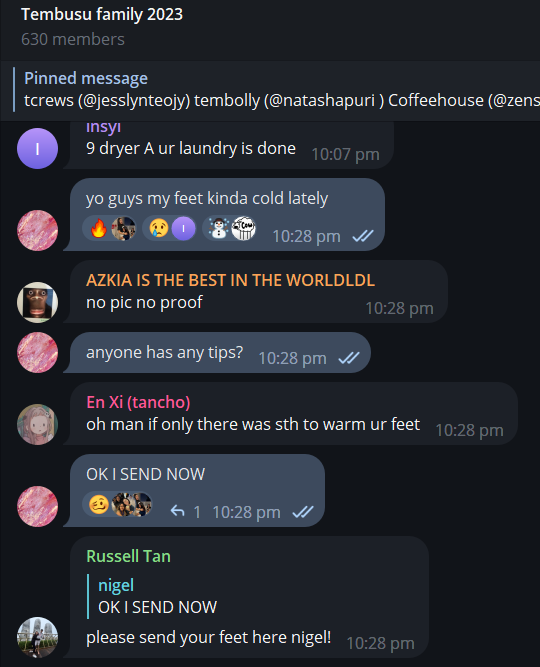 Tembusu family 2023
630 members
Pinned message
tcrews (@jesslynteojy) tembolly (@natashapuri ) Coffeehouse (@zens
insyi
I
9 dryer A ur laundry is done 10:07 pm
yo guys my feet kinda cold lately
I
10:28 pm
AZKIA IS THE BEST IN THE WORLDLDL
no pic no proof 10:28 pm
anyone has any tips? 10:28 pm
En Xi (tancho)
oh man if only there was sth to warm ur feet 10:28 pm
OK I SEND NOW
1 10:28 pm
Russell Tan
nigel
OK I SEND NOW
please send your feet here nigel! 10:28 pm